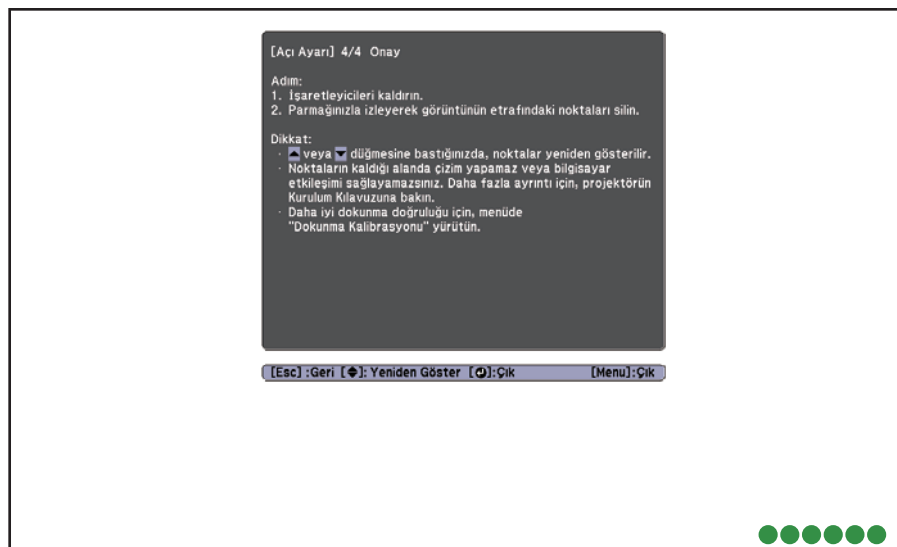 [Açı Ayarı] 4/4 Onay
Adım:
1. İşaretleyicileri kaldırın.
2. Parmağınızla izleyerek görüntünün etrafındaki noktaları silin.
Dikkat:
· ▲ veya ▼ düğmesine bastığınızda, noktalar yeniden gösterilir.
· Noktaların kaldığı alanda çizim yapamaz veya bilgisayar
etkileşimi sağlayamazsınız. Daha fazla ayrıntı için, projektörün
Kurulum Kılavuzuna bakın.
· Daha iyi dokunma doğruluğu için, menüde
"Dokunma Kalibrasyonu" yürütün.
[Esc] :Geri [◆]: Yeniden Göster [⏎]:Çık [Menu]:Çık